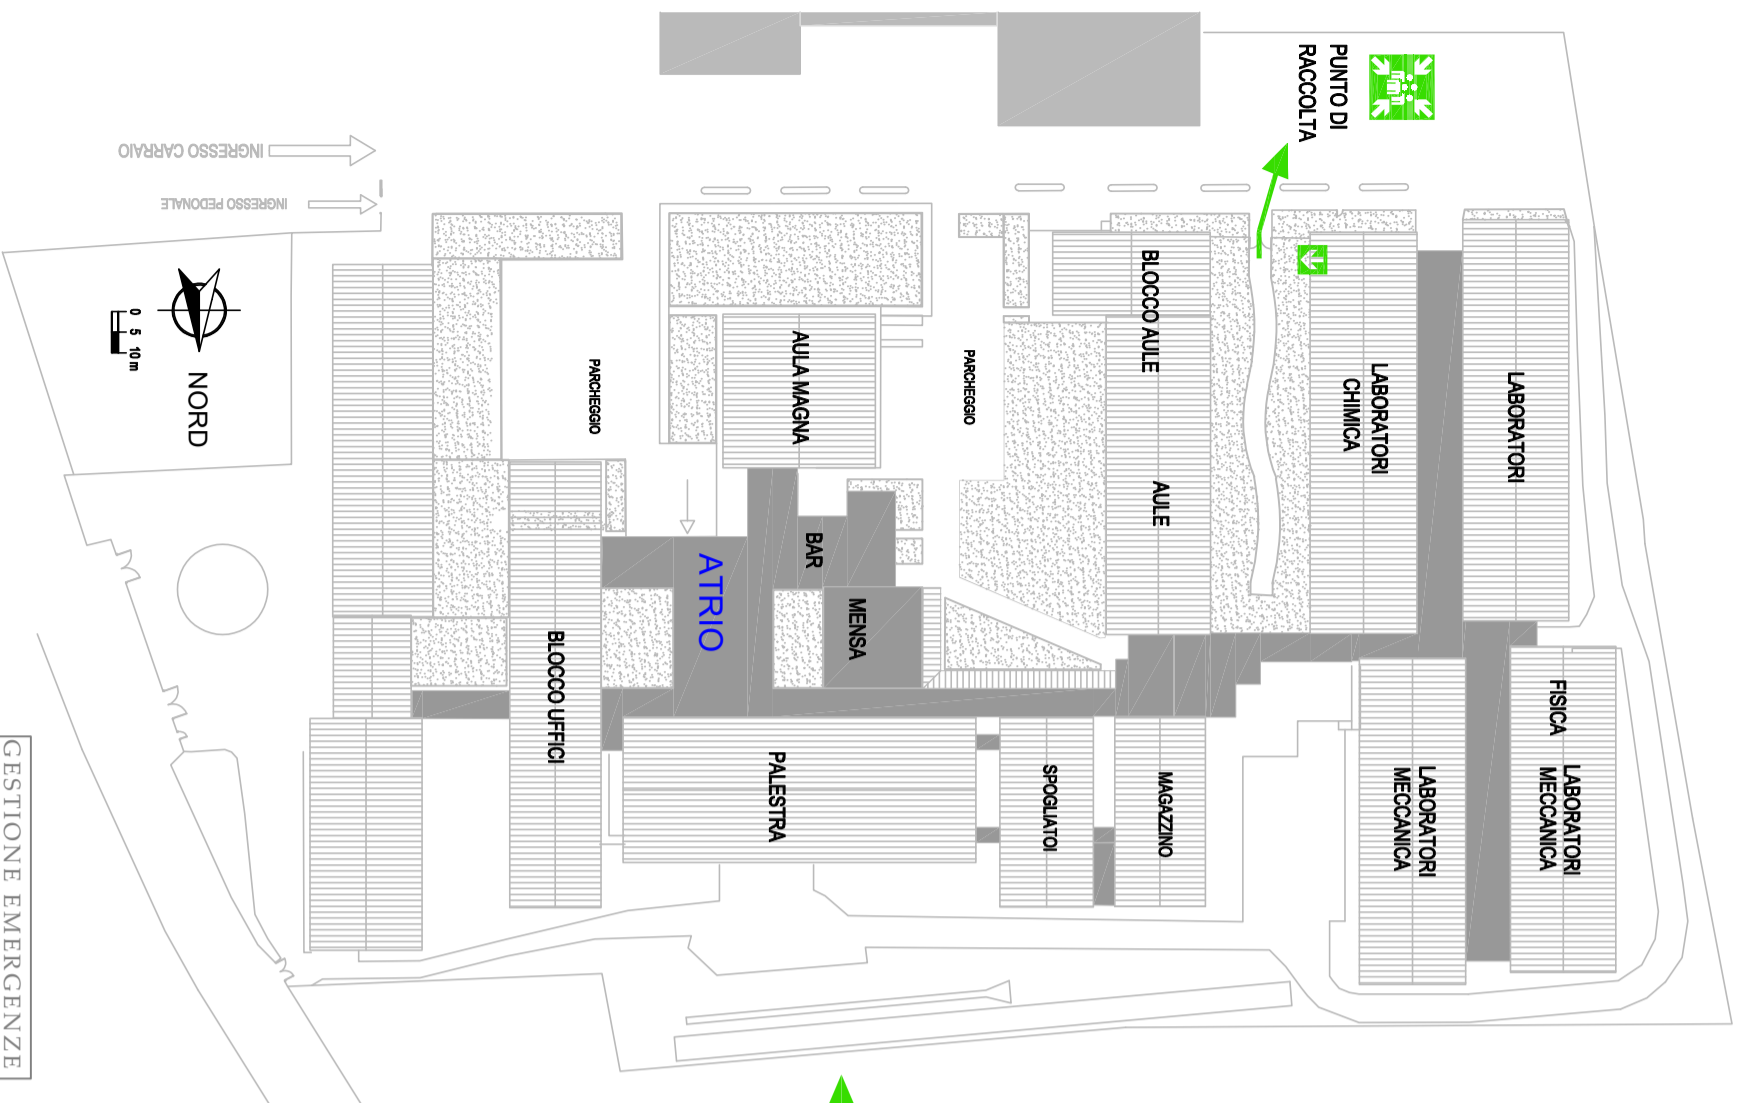 PUNTO DI
RACCOLTA
INGRESSO CARRAIO
INGRESSO PEDONALE
0 5 10 m
NORD
PARCHEGGIO
AULA MAGNA
PARCHEGGIO
BLOCCO AULE
AULE
LABORATORI
CHIMICA
LABORATORI
BAR
ATRIO
MENSA
BLOCCO UFFICI
PALESTRA
SPOGLIATOI
MAGAZZINO
LABORATORI
MECCANICA
FISICA
LABORATORI
MECCANICA
GESTIONE EMERGENZE